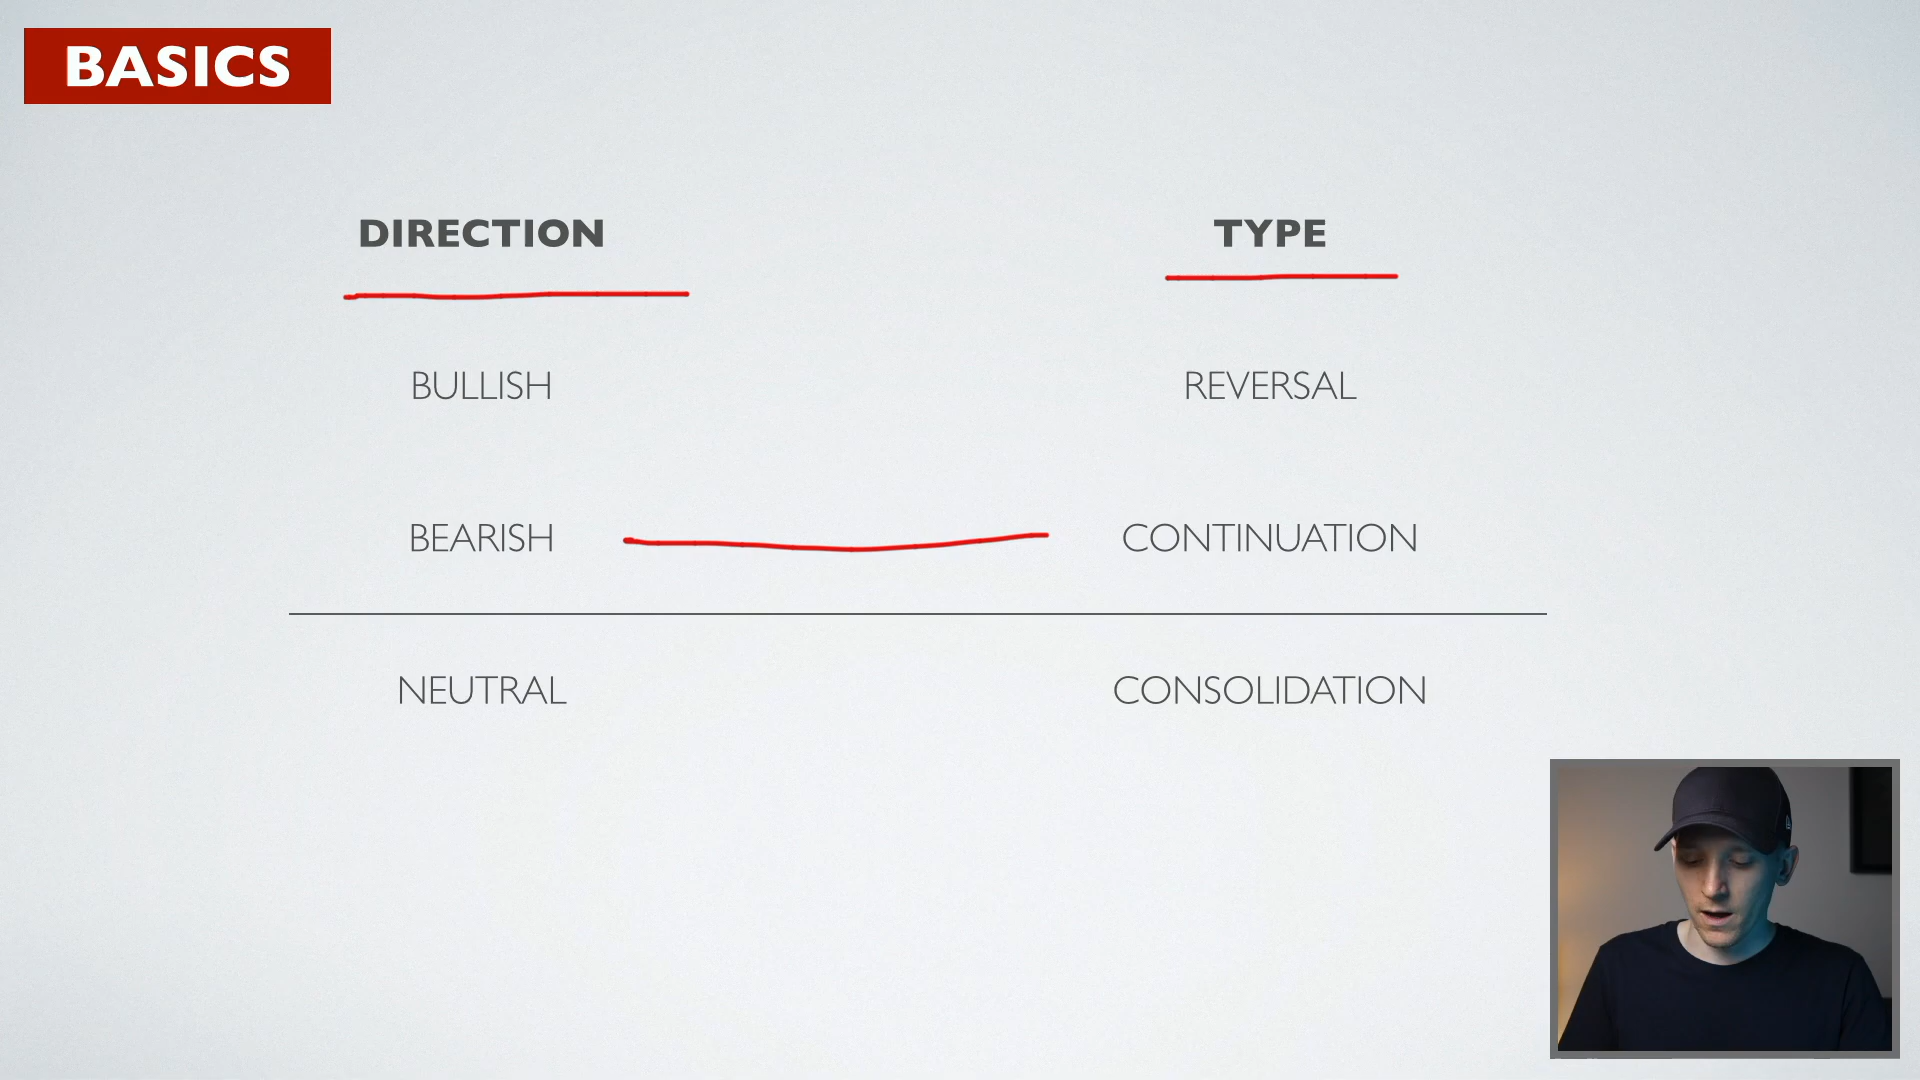 BASICS
DIRECTION TYPE
BULLISH REVERSAL
BEARISH CONTINUATION
NEUTRAL CONSOLIDATION